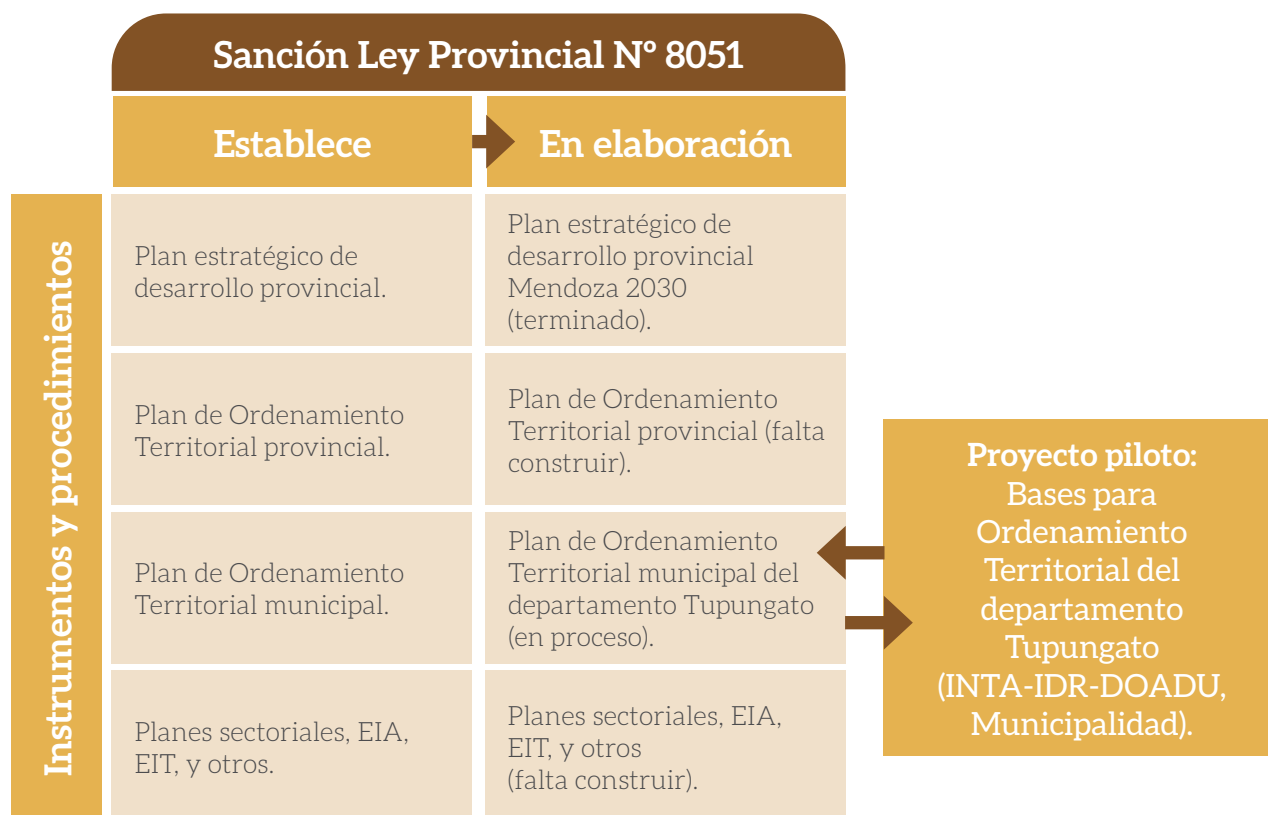 Sanción Ley Provincial Nº 8051
Establece
En elaboración
Instrumentos y procedimientos
Plan estratégico de
desarrollo provincial.
Plan estratégico de
desarrollo provincial
Mendoza 2030
(terminado).
Plan de Ordenamiento
Territorial provincial.
Plan de Ordenamiento
Territorial provincial (falta
construir).
Plan de Ordenamiento
Territorial municipal.
Plan de Ordenamiento
Territorial municipal del
departamento Tupungato
(en proceso).
Planes sectoriales, EIA,
EIT, y otros.
Planes sectoriales, EIA,
EIT, y otros
(falta construir).
Proyecto piloto:
Bases para
Ordenamiento
Territorial del
departamento
Tupungato
(INTA-IDR-DOADU,
Municipalidad).